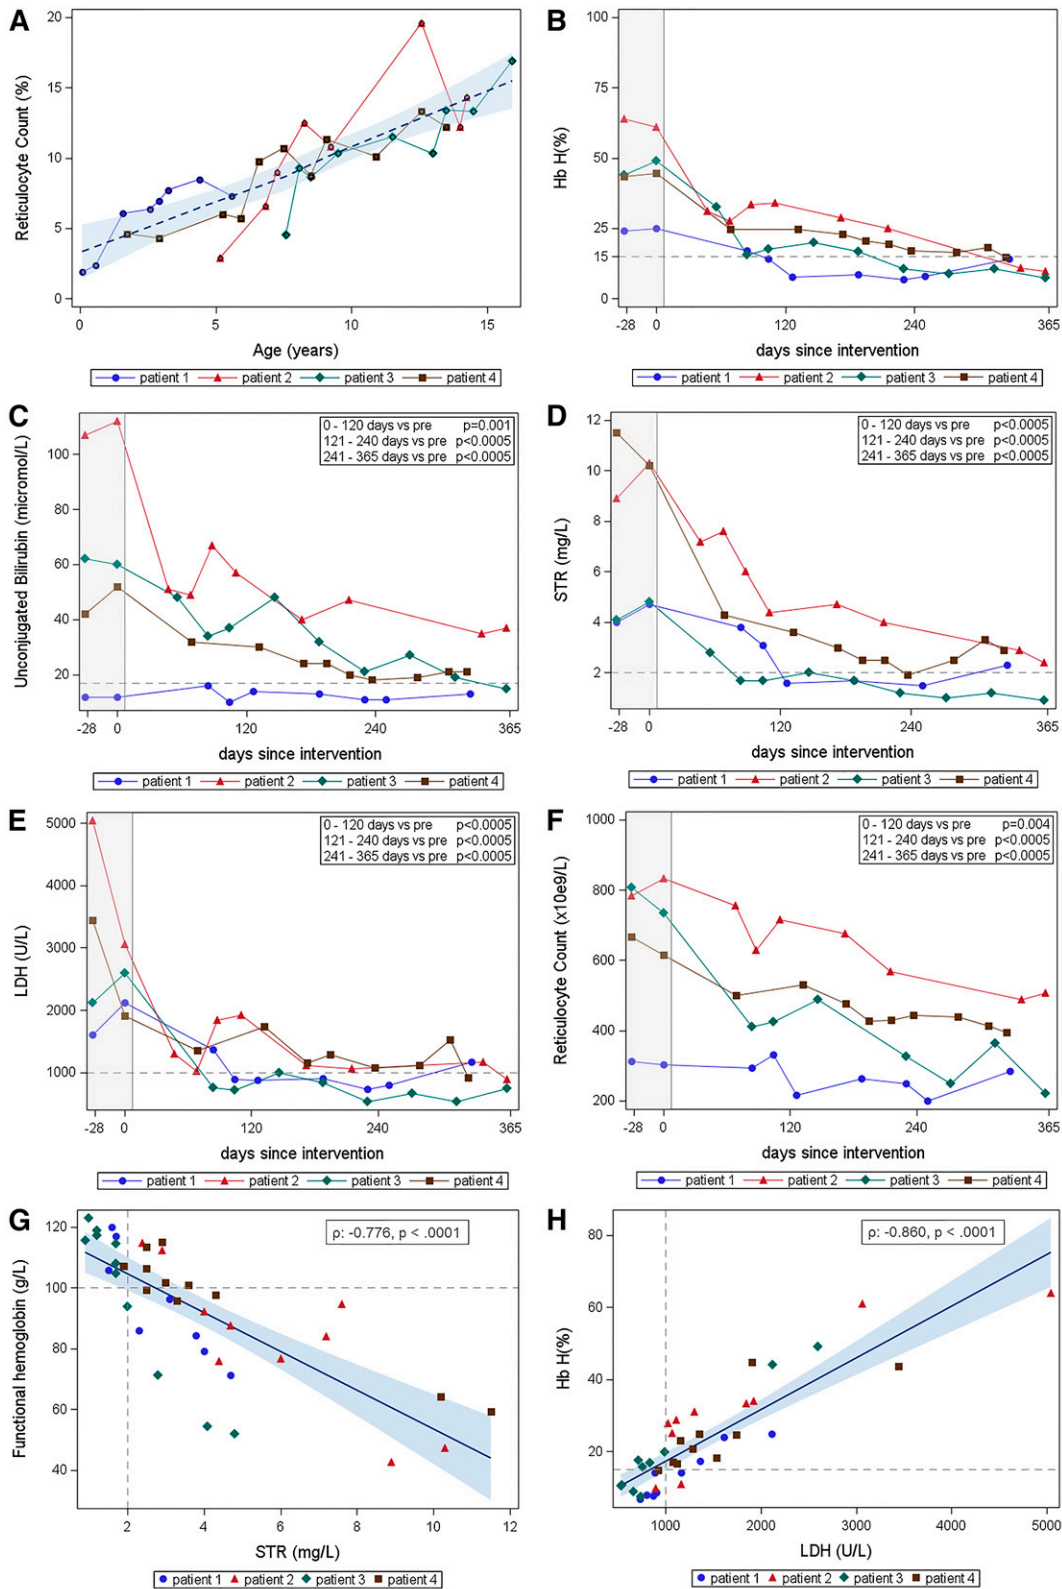 A
Reticulocyte Count (%)
20
15
10
5
0
0 5 10 15
Age (years)
patient 1 patient 2 patient 3 patient 4
B
Hb H(%)
100
75
50
25
15
0
-28 0 120 240 365
days since intervention
patient 1 patient 2 patient 3 patient 4
C
Unconjugated Bilirubin (micromol/L)
0 - 120 days vs pre p=0.001
121 - 240 days vs pre p<0.0005
241 - 365 days vs pre p<0.0005
100
80
60
40
20
-28 0 120 240 365
days since intervention
patient 1 patient 2 patient 3 patient 4
D
STR (mg/L)
0 - 120 days vs pre p<0.0005
121 - 240 days vs pre p<0.0005
241 - 365 days vs pre p<0.0005
12
10
8
6
4
2
-28 0 120 240 365
days since intervention
patient 1 patient 2 patient 3 patient 4
E
LDH (U/L)
0 - 120 days vs pre p<0.0005
121 - 240 days vs pre p<0.0005
241 - 365 days vs pre p<0.0005
5000
4000
3000
2000
1000
-28 0 120 240 365
days since intervention
patient 1 patient 2 patient 3 patient 4
F
Reticulocyte Count (x10e9/L)
0 - 120 days vs pre p=0.004
121 - 240 days vs pre p<0.0005
241 - 365 days vs pre p<0.0005
1000
800
600
400
200
-28 0 120 240 365
days since intervention
patient 1 patient 2 patient 3 patient 4
G
Functional hemoglobin (g/L)
ρ: -0.776, p < .0001
120
100
80
60
40
2 4 6 8 10 12
STR (mg/L)
patient 1 patient 2 patient 3 patient 4
H
Hb H(%)
ρ: -0.860, p < .0001
80
60
40
20
1000 2000 3000 4000 5000
LDH (U/L)
patient 1 patient 2 patient 3 patient 4